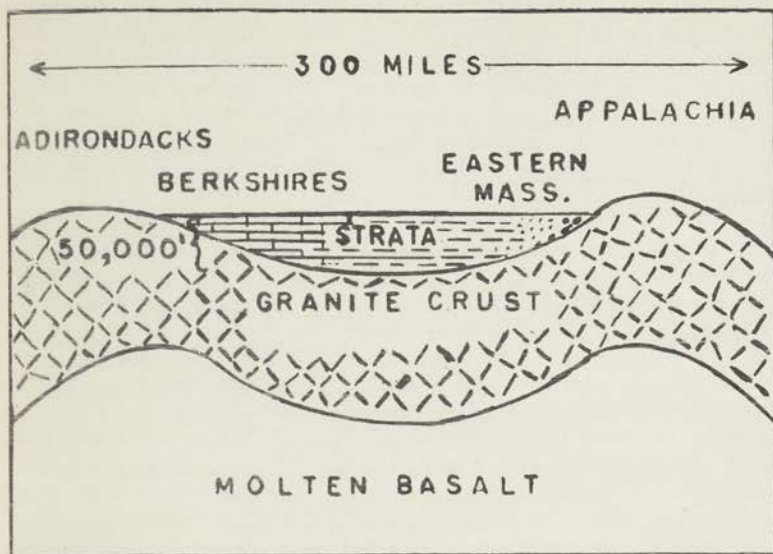 300 MILES
APPALACHIA
ADIRONDACKS
EASTERN
BERKSHIRES
MASS.
STRATA
50,000'
GRANITE CRUST
MOLTEN BASALT